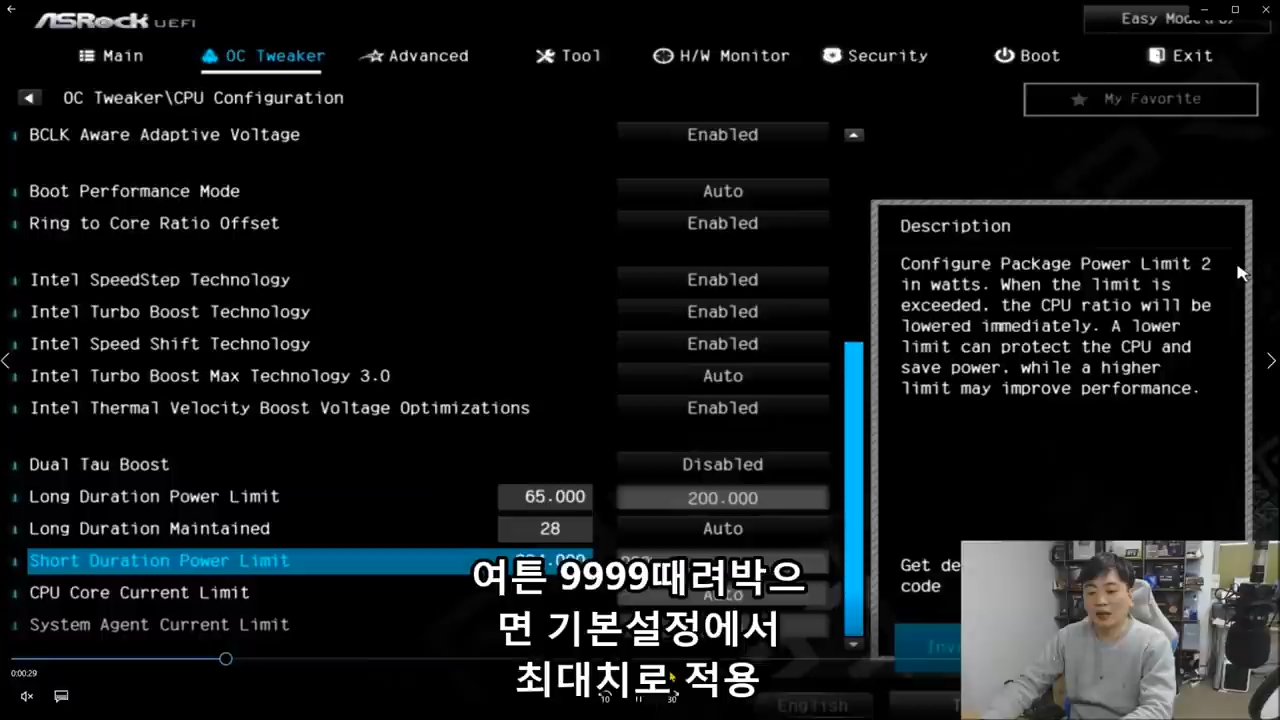 ASRock UEFI
Main OC Tweaker Advanced Tool H/W Monitor Security Boot Exit
OC Tweaker\CPU Configuration
My Favorite
BCLK Aware Adaptive Voltage Enabled
Boot Performance Mode Auto
Ring to Core Ratio Offset Enabled
Intel SpeedStep Technology Enabled
Intel Turbo Boost Technology Enabled
Intel Speed Shift Technology Enabled
Intel Turbo Boost Max Technology 3.0 Auto
Intel Thermal Velocity Boost Voltage Optimizations Enabled
Dual Tau Boost Disabled
Long Duration Power Limit 65.000 200.000
Long Duration Maintained 28 Auto
Short Duration Power Limit
CPU Core Current Limit Auto
System Agent Current Limit
Description
Configure Package Power Limit 2
in watts. When the limit is
exceeded, the CPU ratio will be
lowered immediately. A lower
limit can protect the CPU and
save power, while a higher
limit may improve performance.
Get
code
여튼 9999때려박으
면 기본설정에서
최대치로 적용
0:00:29
10
30
English